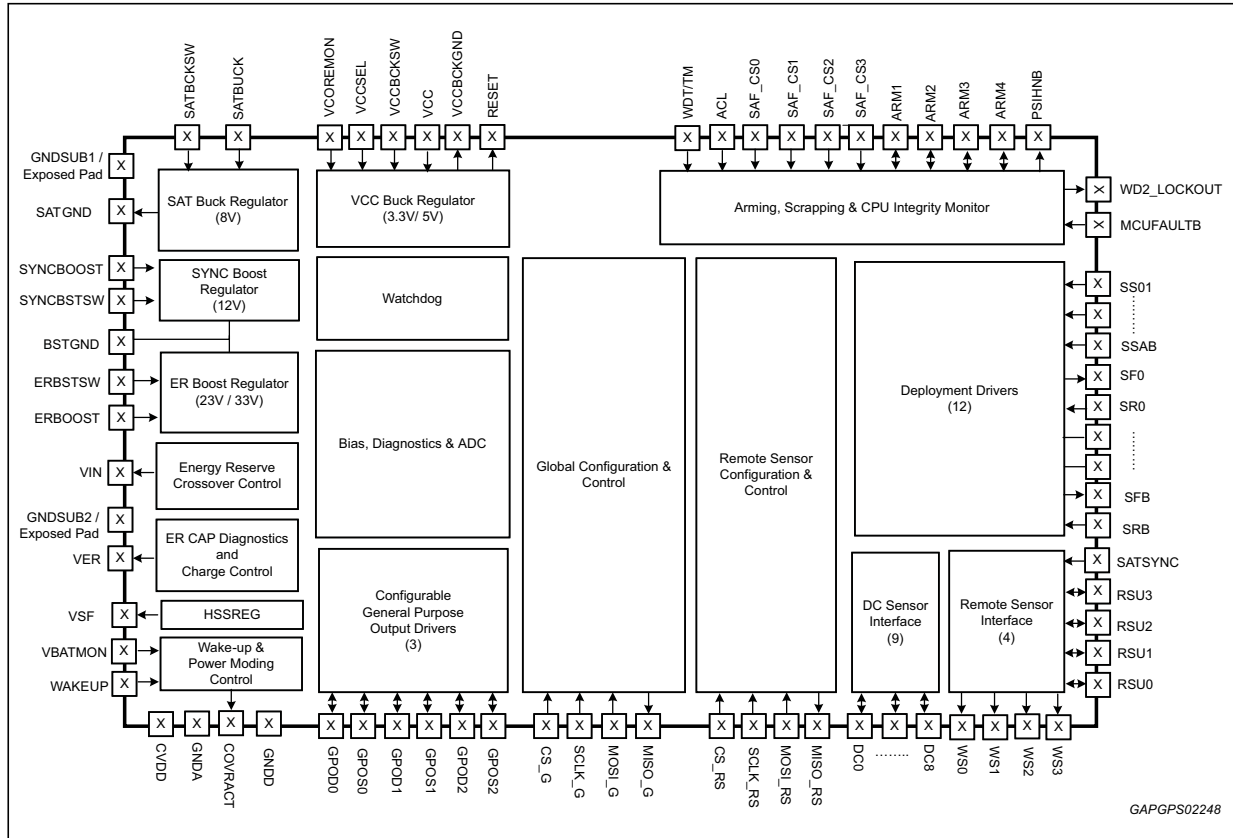 SATBCKSW
SATBUCK
VCOREMON
VCCSEL
VCCBCKSW
VCC
VCCBCKGND
RESET
WDT/TM
ACL
SAF_CS0
SAF_CS1
SAF_CS2
SAF_CS3
ARM1
ARM2
ARM3
ARM4
PSIHNB
X X X X X X X X X X X X X X X X X X X
GNDSUB1 /
Exposed Pad
X
SATGND
X
SYNCBOOST
X
SYNCBSTSW
X
BSTGND
X
ERBSTSW
X
ERBOOST
X
VIN
X
GNDSUB2 /
Exposed Pad
X
VER
X
VSF
X
VBATMON
X
WAKEUP
X
SAT Buck Regulator
(8V)
SYNC Boost
Regulator
(12V)
ER Boost Regulator
(23V / 33V)
Energy Reserve
Crossover Control
ER CAP Diagnostics
and
Charge Control
HSSREG
Wake-up &
Power Moding
Control
VCC Buck Regulator
(3.3V/ 5V)
Watchdog
Bias, Diagnostics & ADC
Configurable
General Purpose
Output Drivers
(3)
Global Configuration &
Control
Remote Sensor
Configuration &
Control
Arming, Scrapping & CPU Integrity Monitor
Deployment Drivers
(12)
DC Sensor
Interface
(9)
Remote Sensor
Interface
(4)
X
WD2_LOCKOUT
X
MCUFAULTB
X
SS01
X
........
X
SSAB
X
SF0
X
SR0
X
........
X
X
SFB
X
SRB
X
SATSYNC
X
RSU3
X
RSU2
X
RSU1
X
RSU0
X X X X X X X X X X X X X X X X X X X X X X X X X
CVDD
GNDA
COVRACT
GNDD
GPOD0
GPOS0
GPOD1
GPOS1
GPOD2
GPOS2
CS_G
SCLK_G
MOSI_G
MISO_G
CS_RS
SCLK_RS
MOSI_RS
MISO_RS
DC0
........
DC8
WS0
WS1
WS2
WS3
GAPGPS02248